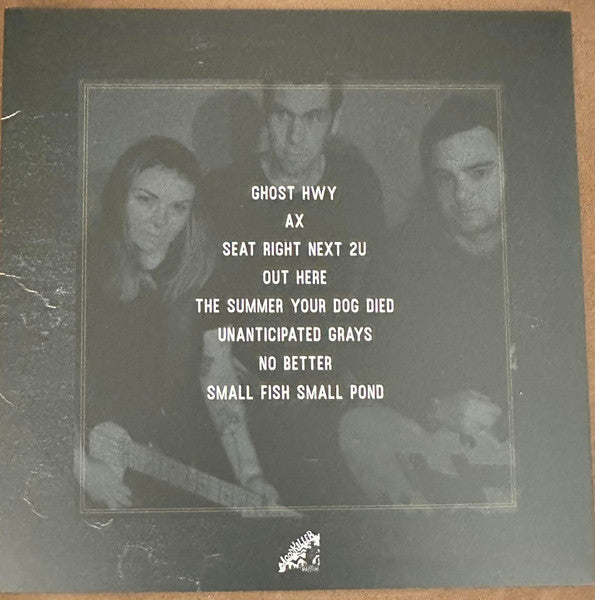 GHOST HWY
AX
SEAT RIGHT NEXT 2U
OUT HERE
THE SUMMER YOUR DOG DIED
UNANTICIPATED GRAYS
NO BETTER
SMALL FISH SMALL POND